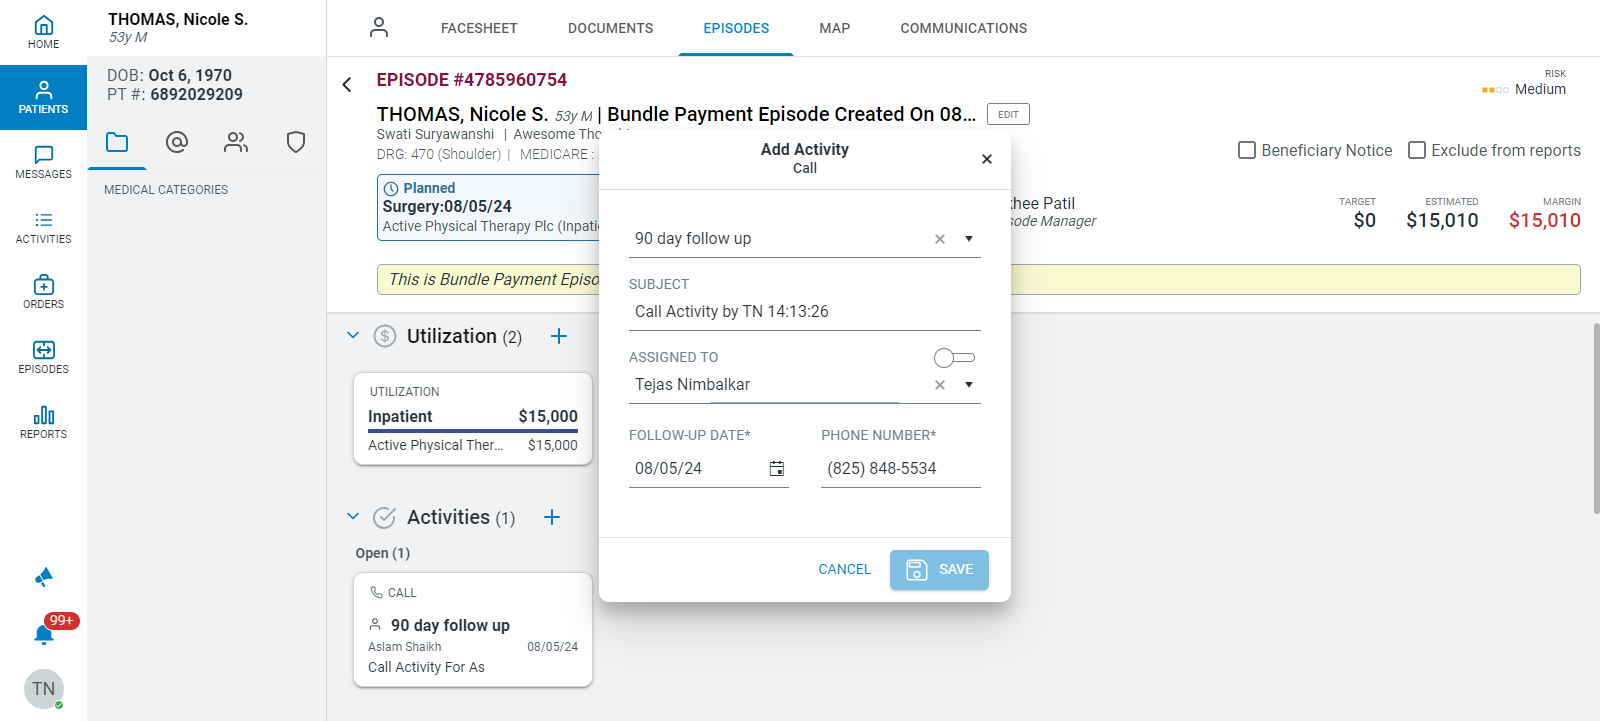 HOME
PATIENTS
MESSAGES
ACTIVITIES
ORDERS
EPISODES
REPORTS
99+
TN
THOMAS, Nicole S.
53y M
DOB: Oct 6, 1970
PT #: 6892029209
MEDICAL CATEGORIES
FACESHEET
DOCUMENTS
EPISODES
MAP
COMMUNICATIONS
EPISODE #4785960754
RISK
Medium
THOMAS, Nicole S. 53y M | Bundle Payment Episode Created On 08...
EDIT
Swati Suryawanshi | Awesome
DRG: 470 (Shoulder) | MEDICARE :
Beneficiary Notice
Exclude from reports
Planned
Surgery:08/05/24
Active Physical Therapy Plc
Patil
TARGET
$0
ESTIMATED
$15,010
MARGIN
$15,010
Manager
This is Bundle Payment
Utilization (2)
UTILIZATION
Inpatient $15,000
Active Physical Ther... $15,000
Activities (1)
Open (1)
CALL
90 day follow up
Aslam Shaikh 08/05/24
Call Activity For As
Add Activity
Call
90 day follow up
SUBJECT
Call Activity by TN 14:13:26
ASSIGNED TO
Tejas Nimbalkar
FOLLOW-UP DATE*
08/05/24
PHONE NUMBER*
(825) 848-5534
CANCEL
SAVE